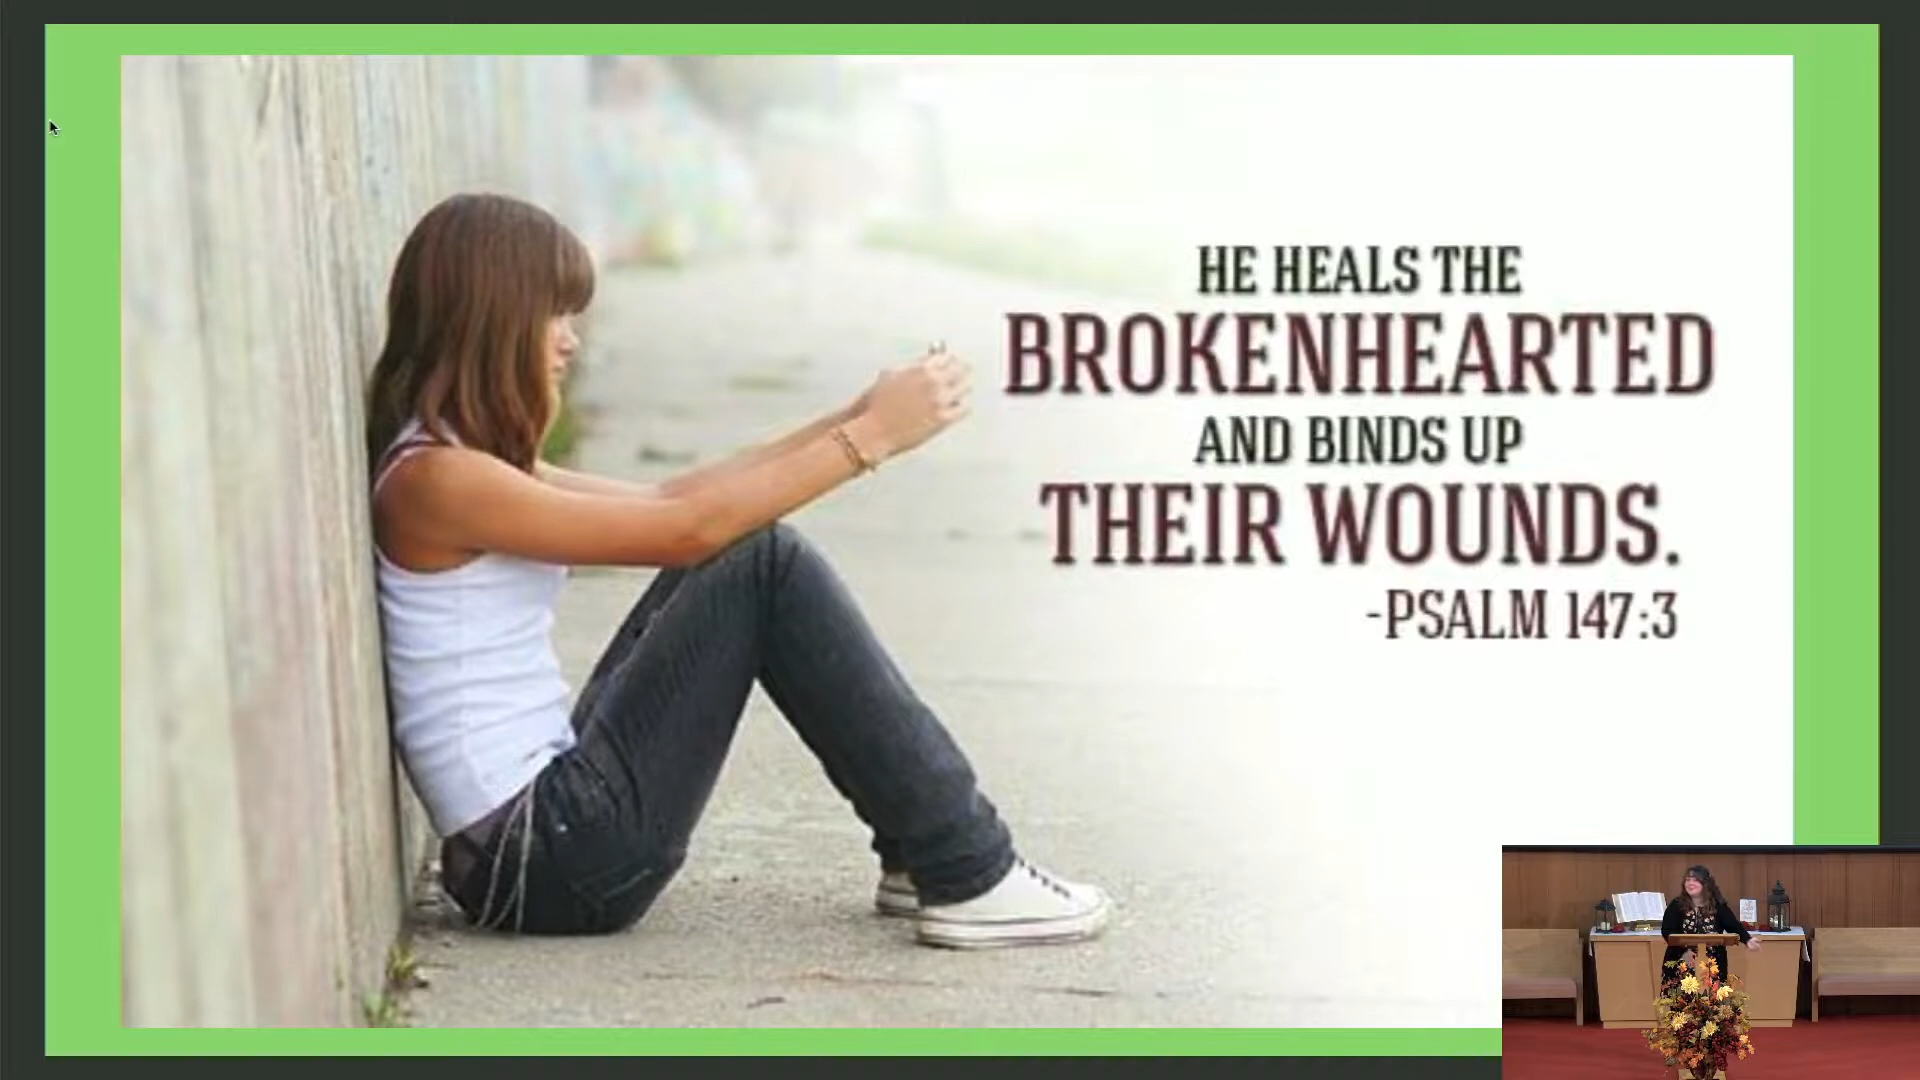 HE HEALS THE
BROKENHEARTED
AND BINDS UP
THEIR WOUNDS.
-PSALM 147:3